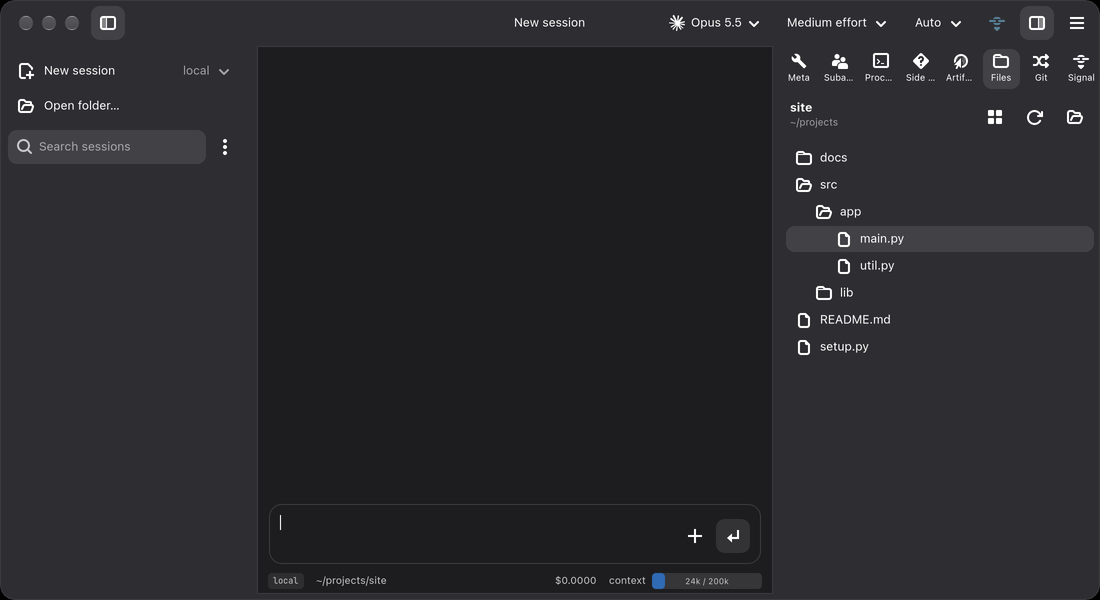 New session
Opus 5.5
Medium effort
Auto
New session
local
Open folder...
Search sessions
Meta
Suba...
Proc...
Side ...
Artif...
Files
Git
Signal
site
~/projects
docs
src
app
main.py
util.py
lib
README.md
setup.py
local
~/projects/site
$0.0000
context
24k / 200k